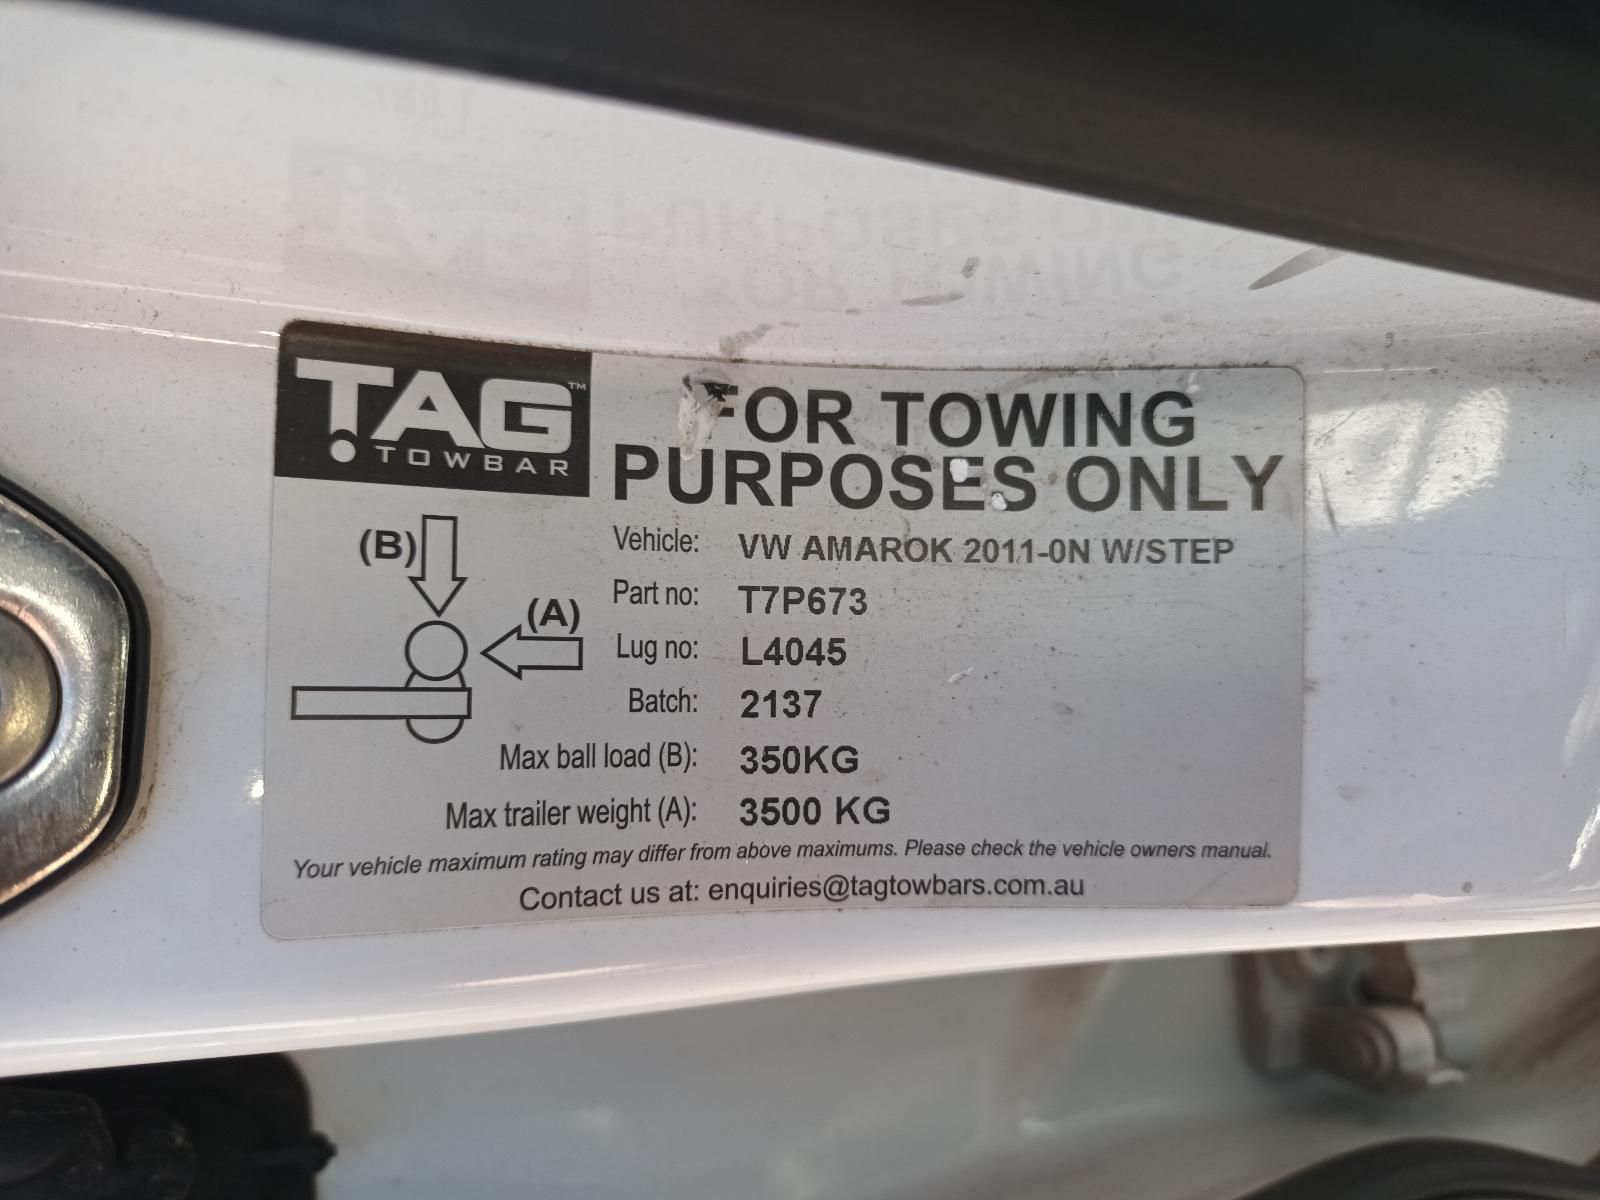 TAG™
TOWBAR
FOR TOWING
PURPOSES ONLY
(B)
(A)
Vehicle: VW AMAROK 2011-0N W/STEP
Part no: T7P673
Lug no: L4045
Batch: 2137
Max ball load (B): 350KG
Max trailer weight (A): 3500 KG
Your vehicle maximum rating may differ from above maximums. Please check the vehicle owners manual.
Contact us at: enquiries@tagtowbars.com.au